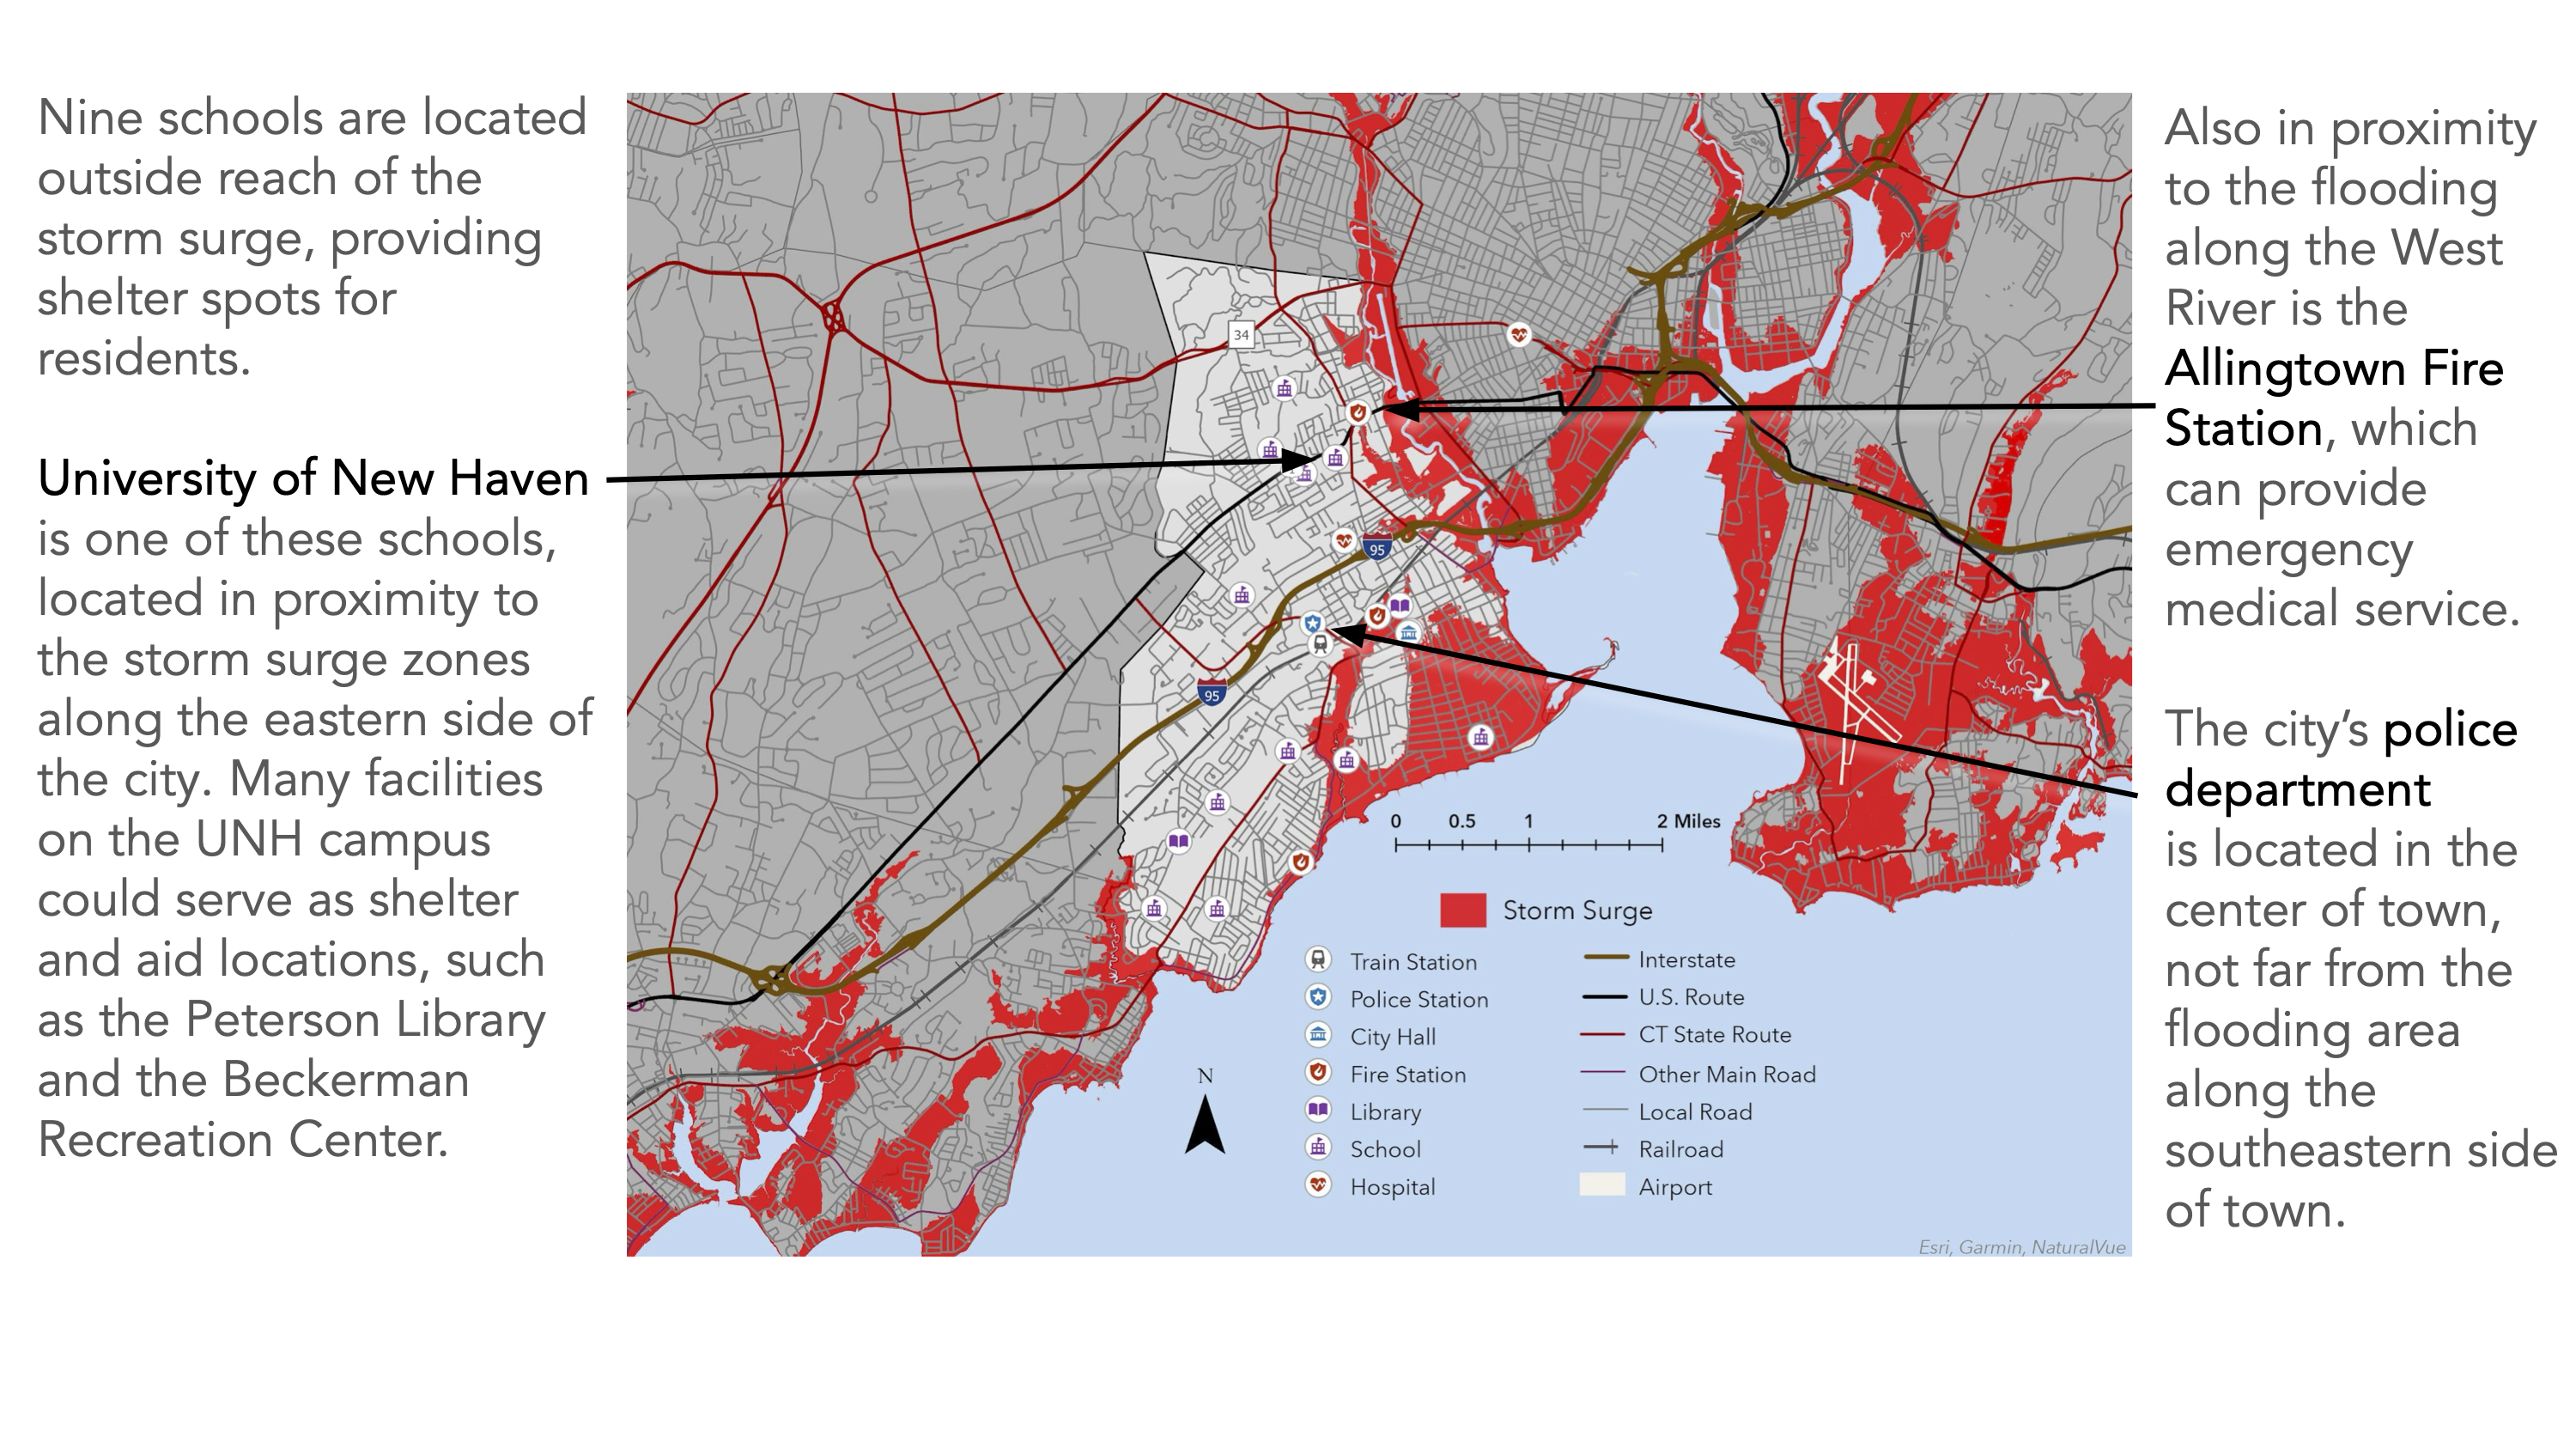 Nine schools are located
outside reach of the
storm surge, providing
shelter spots for
residents.
University of New Haven
is one of these schools,
located in proximity to
the storm surge zones
along the eastern side of
the city. Many facilities
on the UNH campus
could serve as shelter
and aid locations, such
as the Peterson Library
and the Beckerman
Recreation Center.
34
95
95
0 0.5 1 2 Miles
Storm Surge
Train Station
Police Station
City Hall
Fire Station
Library
School
Hospital
Interstate
U.S. Route
CT State Route
Other Main Road
Local Road
Railroad
Airport
N
Esri, Garmin, NaturalVue
Also in proximity
to the flooding
along the West
River is the
Allingtown Fire
Station, which
can provide
emergency
medical service.
The city’s police
department
is located in the
center of town,
not far from the
flooding area
along the
southeastern side
of town.